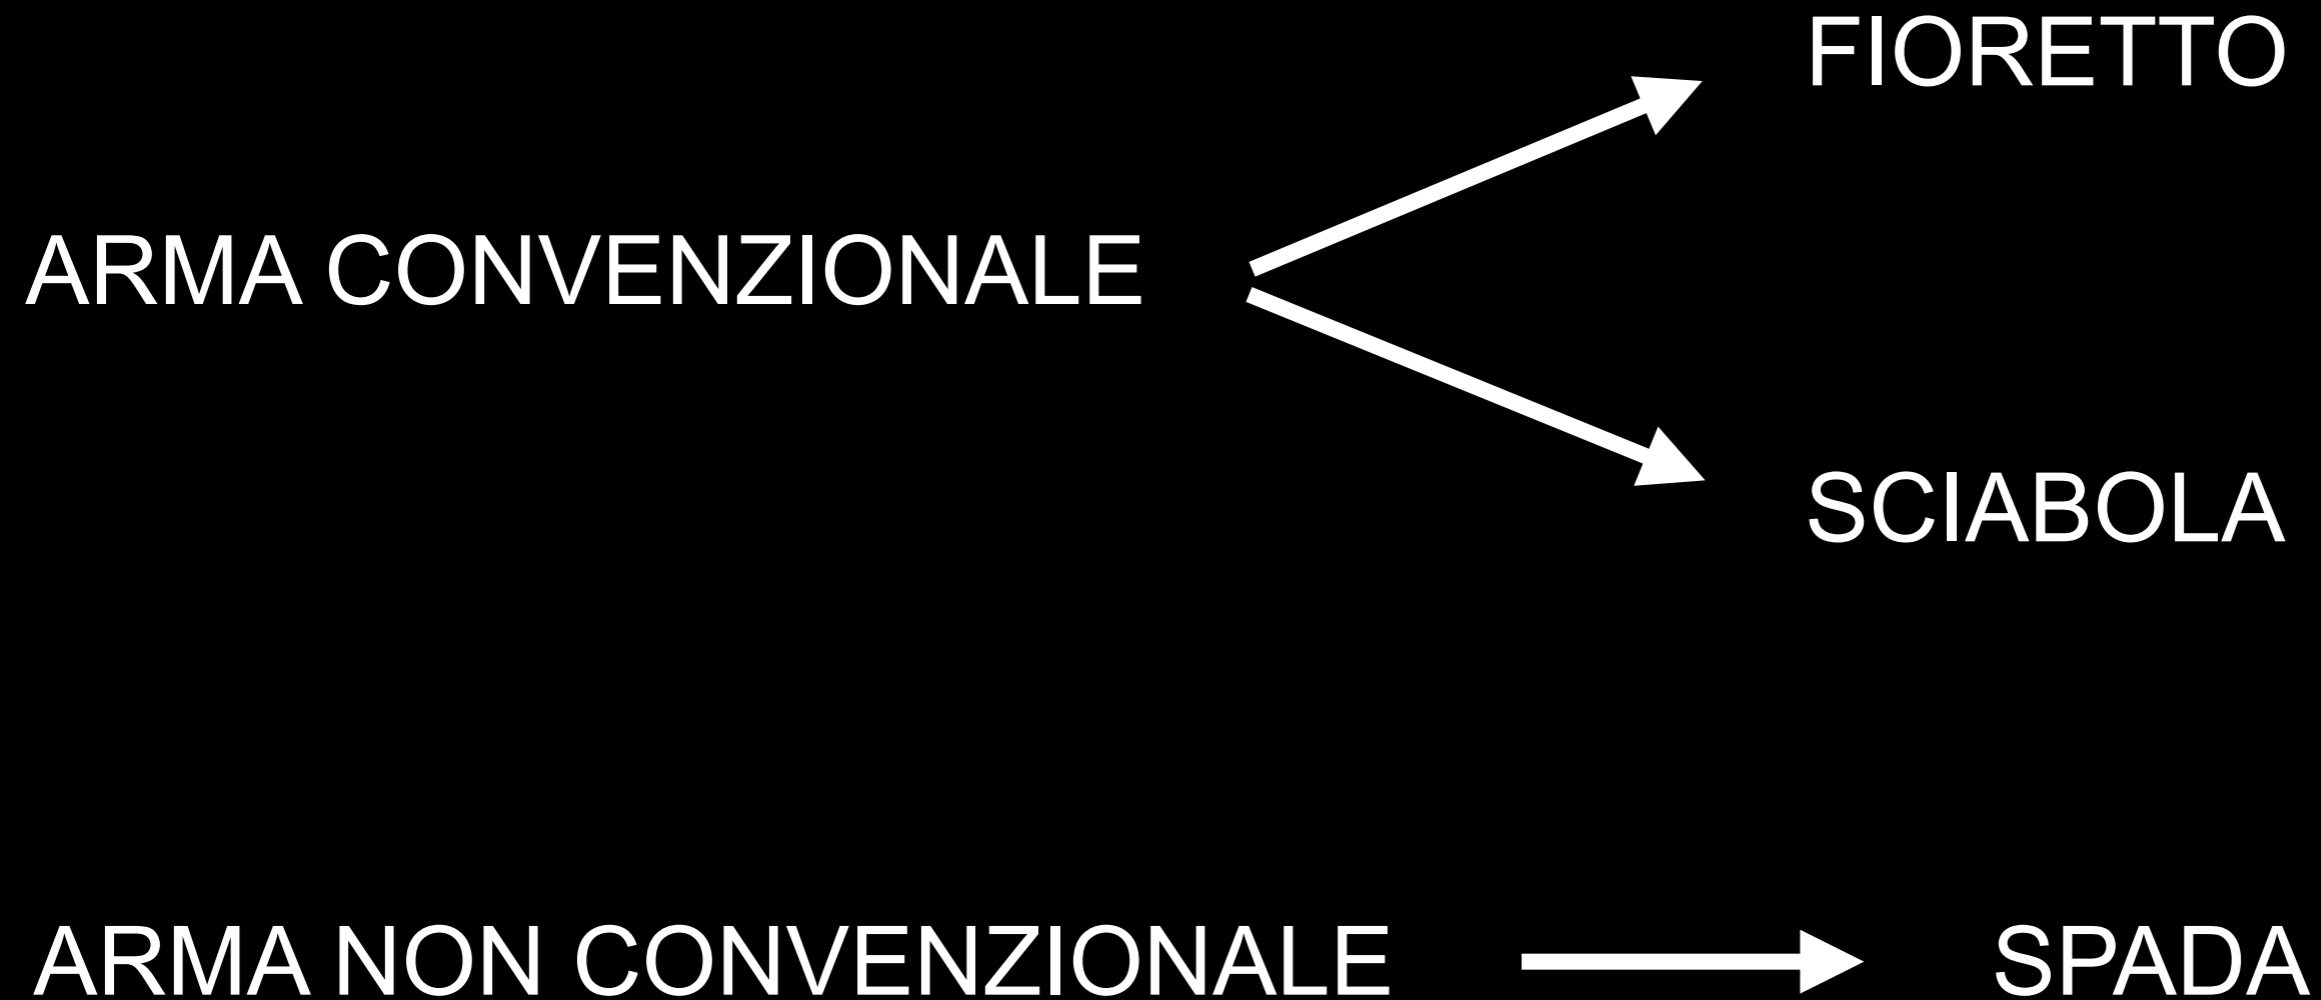 FIORETTO
ARMA CONVENZIONALE
SCIABOLA
ARMA NON CONVENZIONALE SPADA